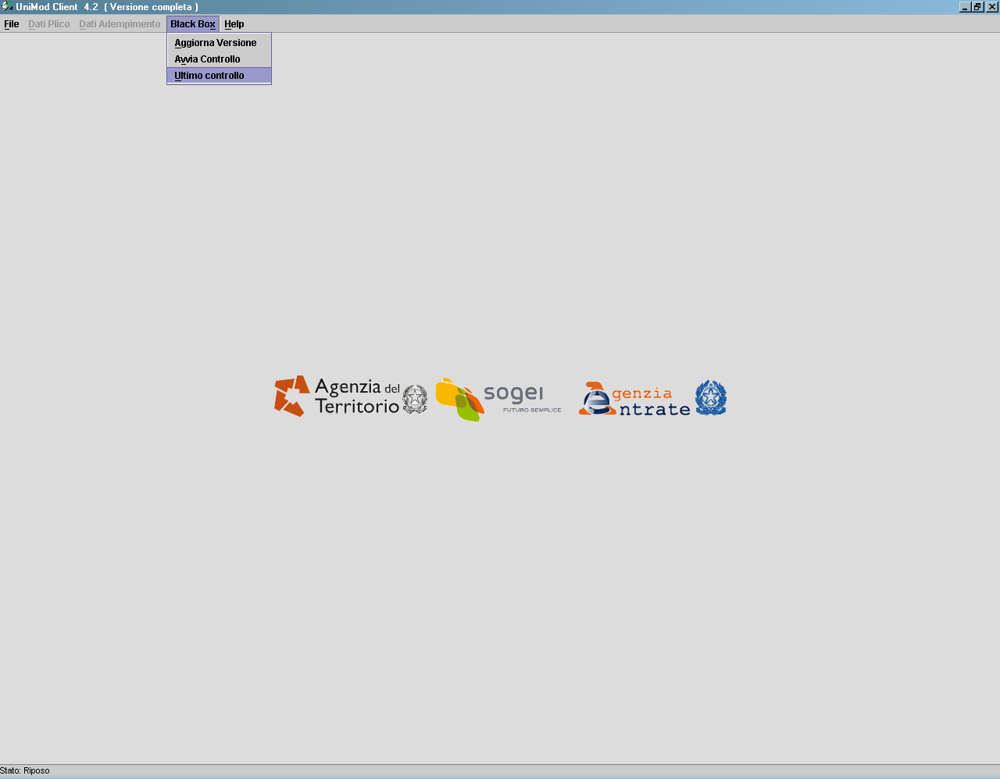 UniMod Client 4.2 ( Versione completa )
File Dati Plico Dati Adempimento Black Box Help
Aggiorna Versione
Avvia Controllo
Ultimo controllo
Agenzia del
Territorio
sogei
FUTURO SEMPLICE
genzia
entrate
Stato: Riposo